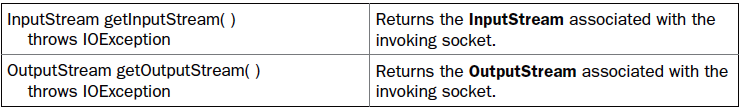 InputStream getInputStream( )
throws IOException
Returns the InputStream associated with the
invoking socket.
OutputStream getOutputStream( )
throws IOException
Returns the OutputStream associated with the
invoking socket.